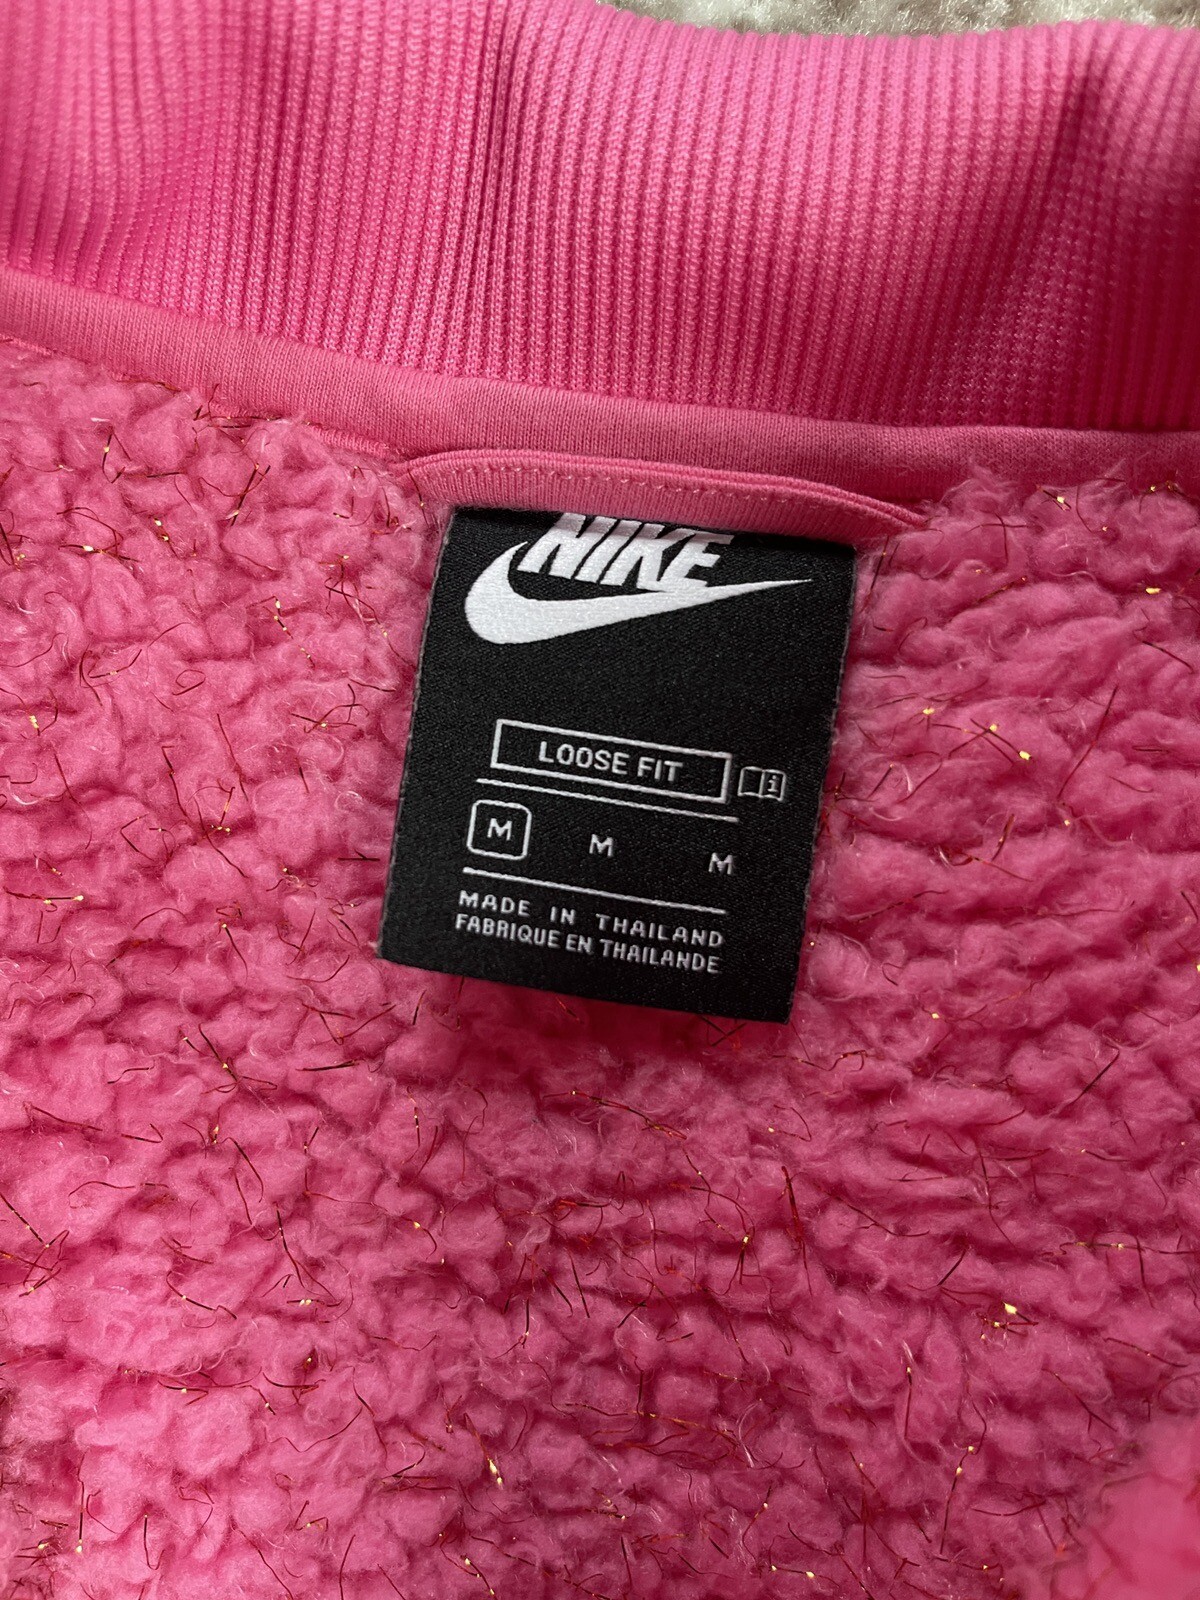 NIKE
LOOSE FIT
M M M
MADE IN THAILAND
FABRIQUE EN THAILANDE